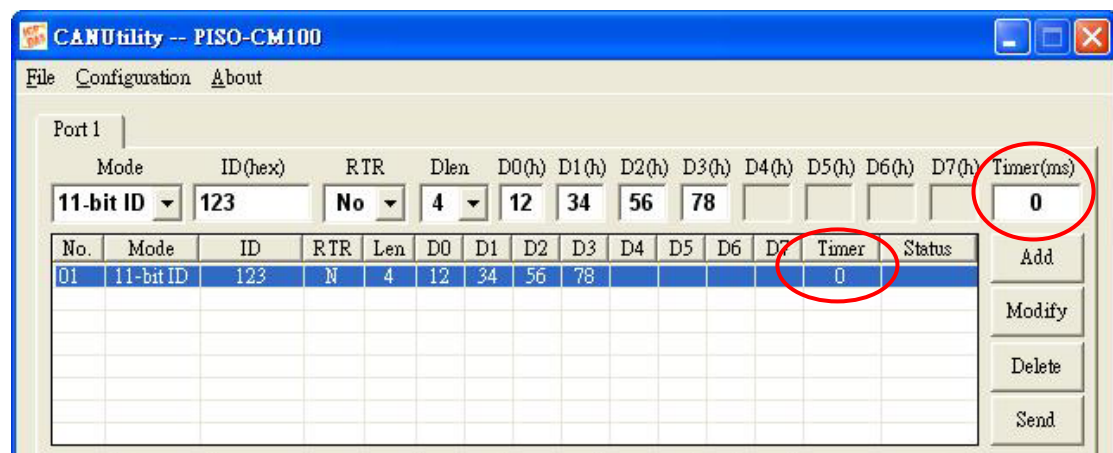 CANUtility -- PISO-CM100
File Configuration About
Port 1
Mode ID(hex) RTR Dlen D0(h) D1(h) D2(h) D3(h) D4(h) D5(h) D6(h) D7(h) Timer(ms)
11-bit ID 123 No 4 12 34 56 78 0
No. Mode ID RTR Len D0 D1 D2 D3 D4 D5 D6 D7 Timer Status
Add
01 11-bit ID 123 N 4 12 34 56 78 0
Modify
Delete
Send